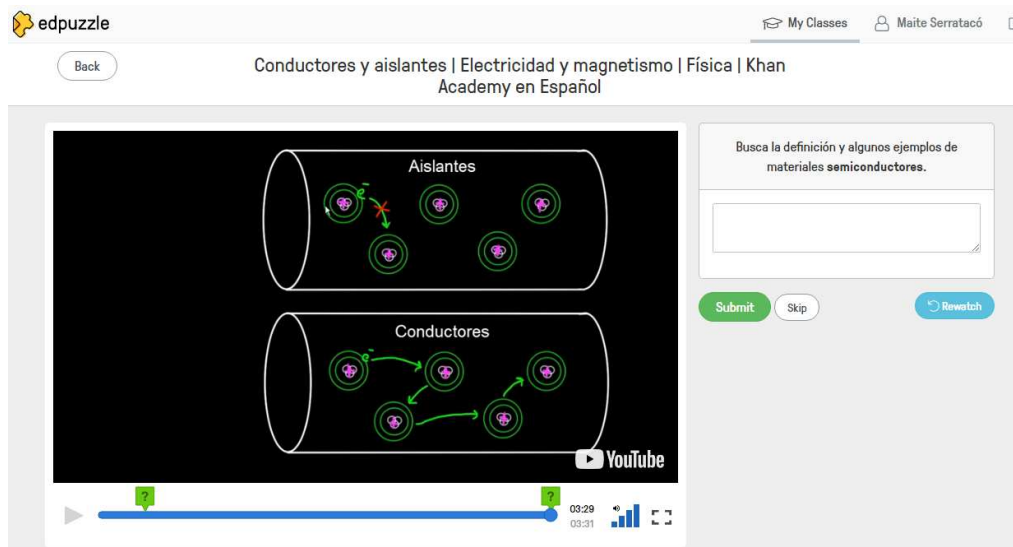 edpuzzle
My Classes
Maite Serratacó
Back
Conductores y aislantes | Electricidad y magnetismo | Física | Khan
Academy en Español
Aislantes
e-
Conductores
e-
YouTube
?
?
03:29
03:31
Busca la definición y algunos ejemplos de
materiales semiconductores.
Submit
Skip
Rewatch